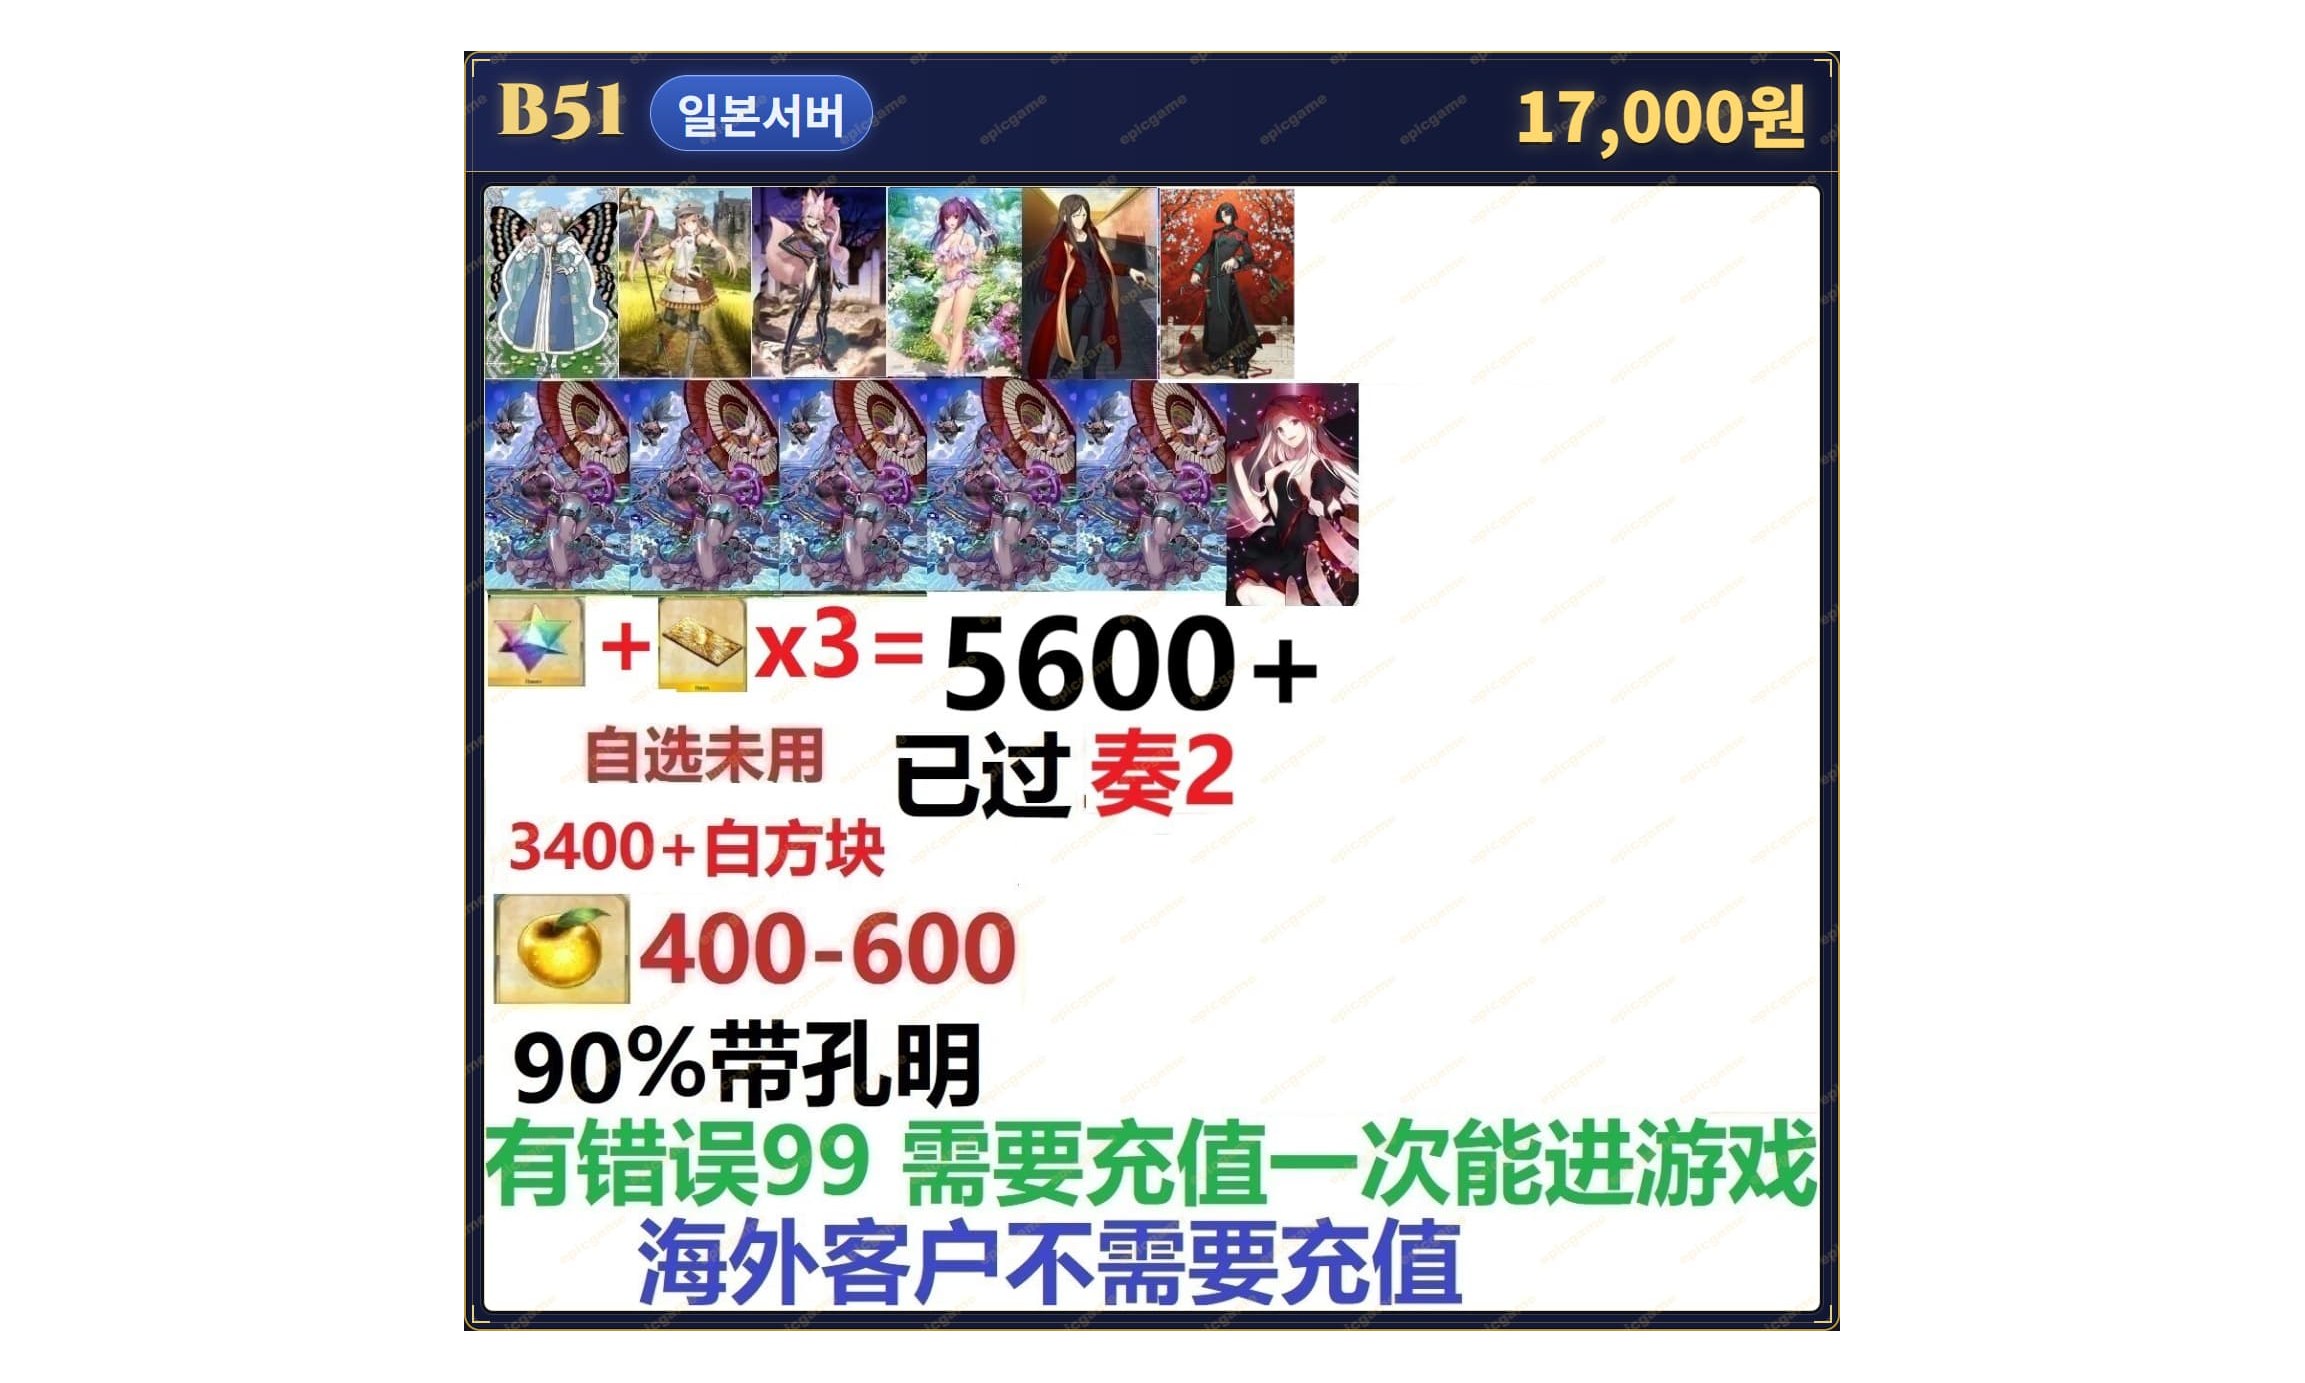 B51 일본서버 17,000원
+ x3= 5600+
自选未用 已过 奏2
3400+白方块
400-600
90%带孔明
有错误99 需要充值一次能进游戏
海外客户不需要充值
epicgame